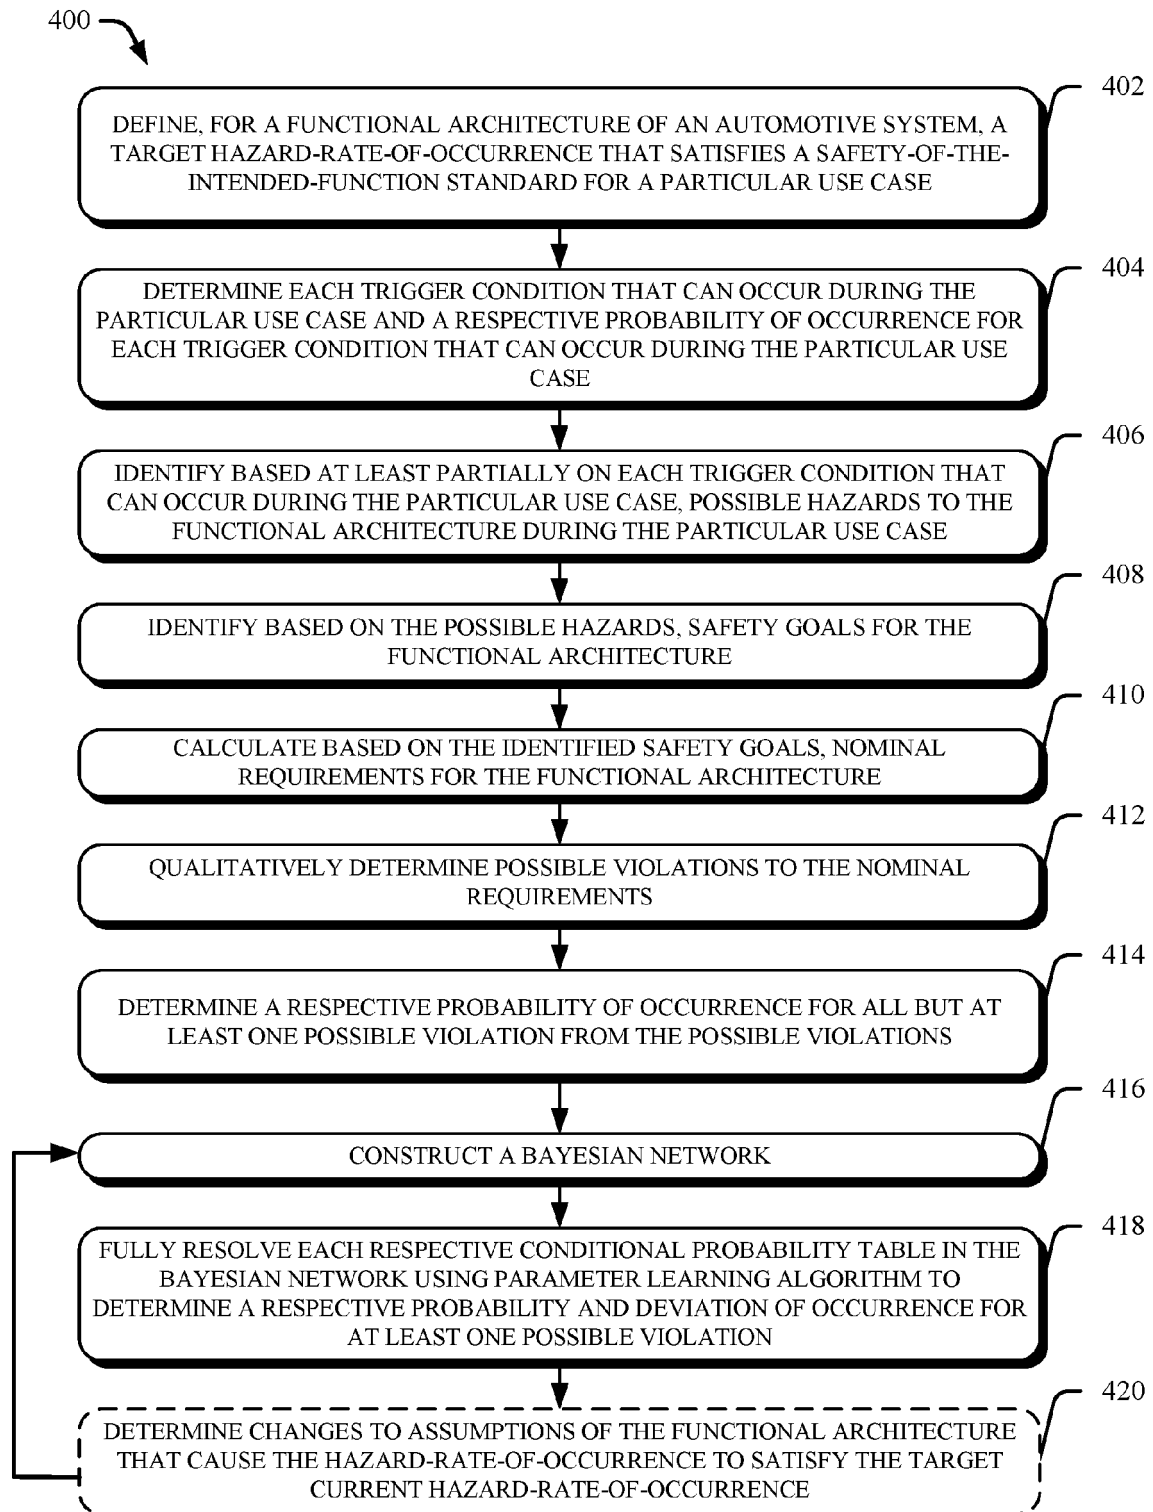 400
402
DEFINE, FOR A FUNCTIONAL ARCHITECTURE OF AN AUTOMOTIVE SYSTEM, A
TARGET HAZARD-RATE-OF-OCCURRENCE THAT SATISFIES A SAFETY-OF-THE-
INTENDED-FUNCTION STANDARD FOR A PARTICULAR USE CASE
404
DETERMINE EACH TRIGGER CONDITION THAT CAN OCCUR DURING THE
PARTICULAR USE CASE AND A RESPECTIVE PROBABILITY OF OCCURRENCE FOR
EACH TRIGGER CONDITION THAT CAN OCCUR DURING THE PARTICULAR USE
CASE
406
IDENTIFY BASED AT LEAST PARTIALLY ON EACH TRIGGER CONDITION THAT
CAN OCCUR DURING THE PARTICULAR USE CASE, POSSIBLE HAZARDS TO THE
FUNCTIONAL ARCHITECTURE DURING THE PARTICULAR USE CASE
408
IDENTIFY BASED ON THE POSSIBLE HAZARDS, SAFETY GOALS FOR THE
FUNCTIONAL ARCHITECTURE
410
CALCULATE BASED ON THE IDENTIFIED SAFETY GOALS, NOMINAL
REQUIREMENTS FOR THE FUNCTIONAL ARCHITECTURE
412
QUALITATIVELY DETERMINE POSSIBLE VIOLATIONS TO THE NOMINAL
REQUIREMENTS
414
DETERMINE A RESPECTIVE PROBABILITY OF OCCURRENCE FOR ALL BUT AT
LEAST ONE POSSIBLE VIOLATION FROM THE POSSIBLE VIOLATIONS
416
CONSTRUCT A BAYESIAN NETWORK
418
FULLY RESOLVE EACH RESPECTIVE CONDITIONAL PROBABILITY TABLE IN THE
BAYESIAN NETWORK USING PARAMETER LEARNING ALGORITHM TO
DETERMINE A RESPECTIVE PROBABILITY AND DEVIATION OF OCCURRENCE FOR
AT LEAST ONE POSSIBLE VIOLATION
420
DETERMINE CHANGES TO ASSUMPTIONS OF THE FUNCTIONAL ARCHITECTURE
THAT CAUSE THE HAZARD-RATE-OF-OCCURRENCE TO SATISFY THE TARGET
CURRENT HAZARD-RATE-OF-OCCURRENCE